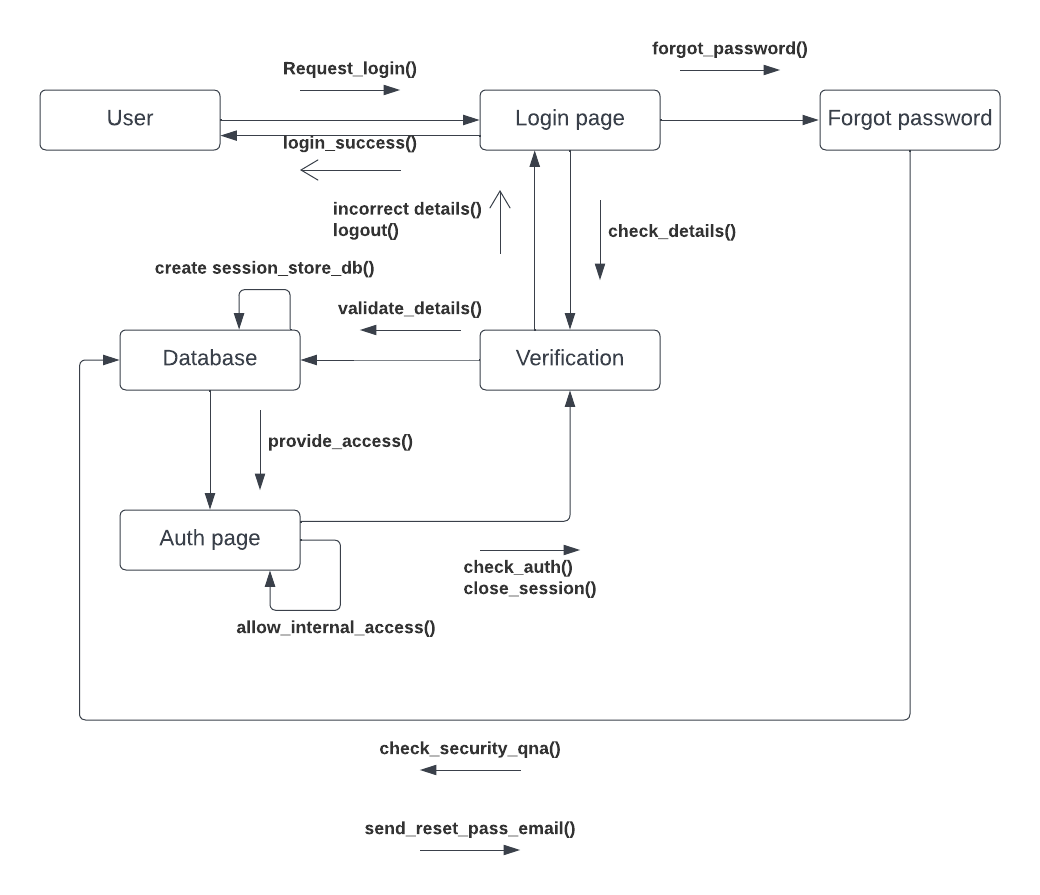 forgot_password()
Request_login()
User
Login page
Forgot password
login_success()
incorrect details()
logout()
check_details()
create session_store_db()
validate_details()
Database
Verification
provide_access()
Auth page
check_auth()
close_session()
allow_internal_access()
check_security_qna()
send_reset_pass_email()